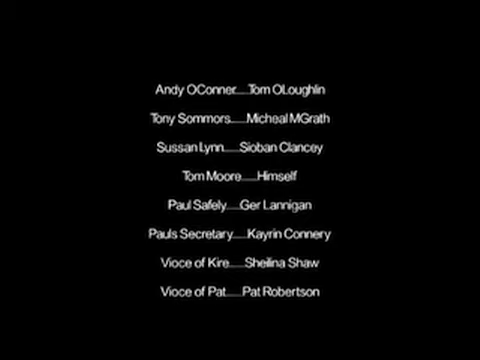 Andy OConner.....Tom OLoughlin
Tony Sommors......Micheal MGrath
Sussan Lynn......Sioban Clancey
Tom Moore......Himself
Paul Safely.....Ger Lannigan
Pauls Secretary......Kayrin Connery
Vioce of Kire......Sheilina Shaw
Vioce of Pat......Pat Robertson